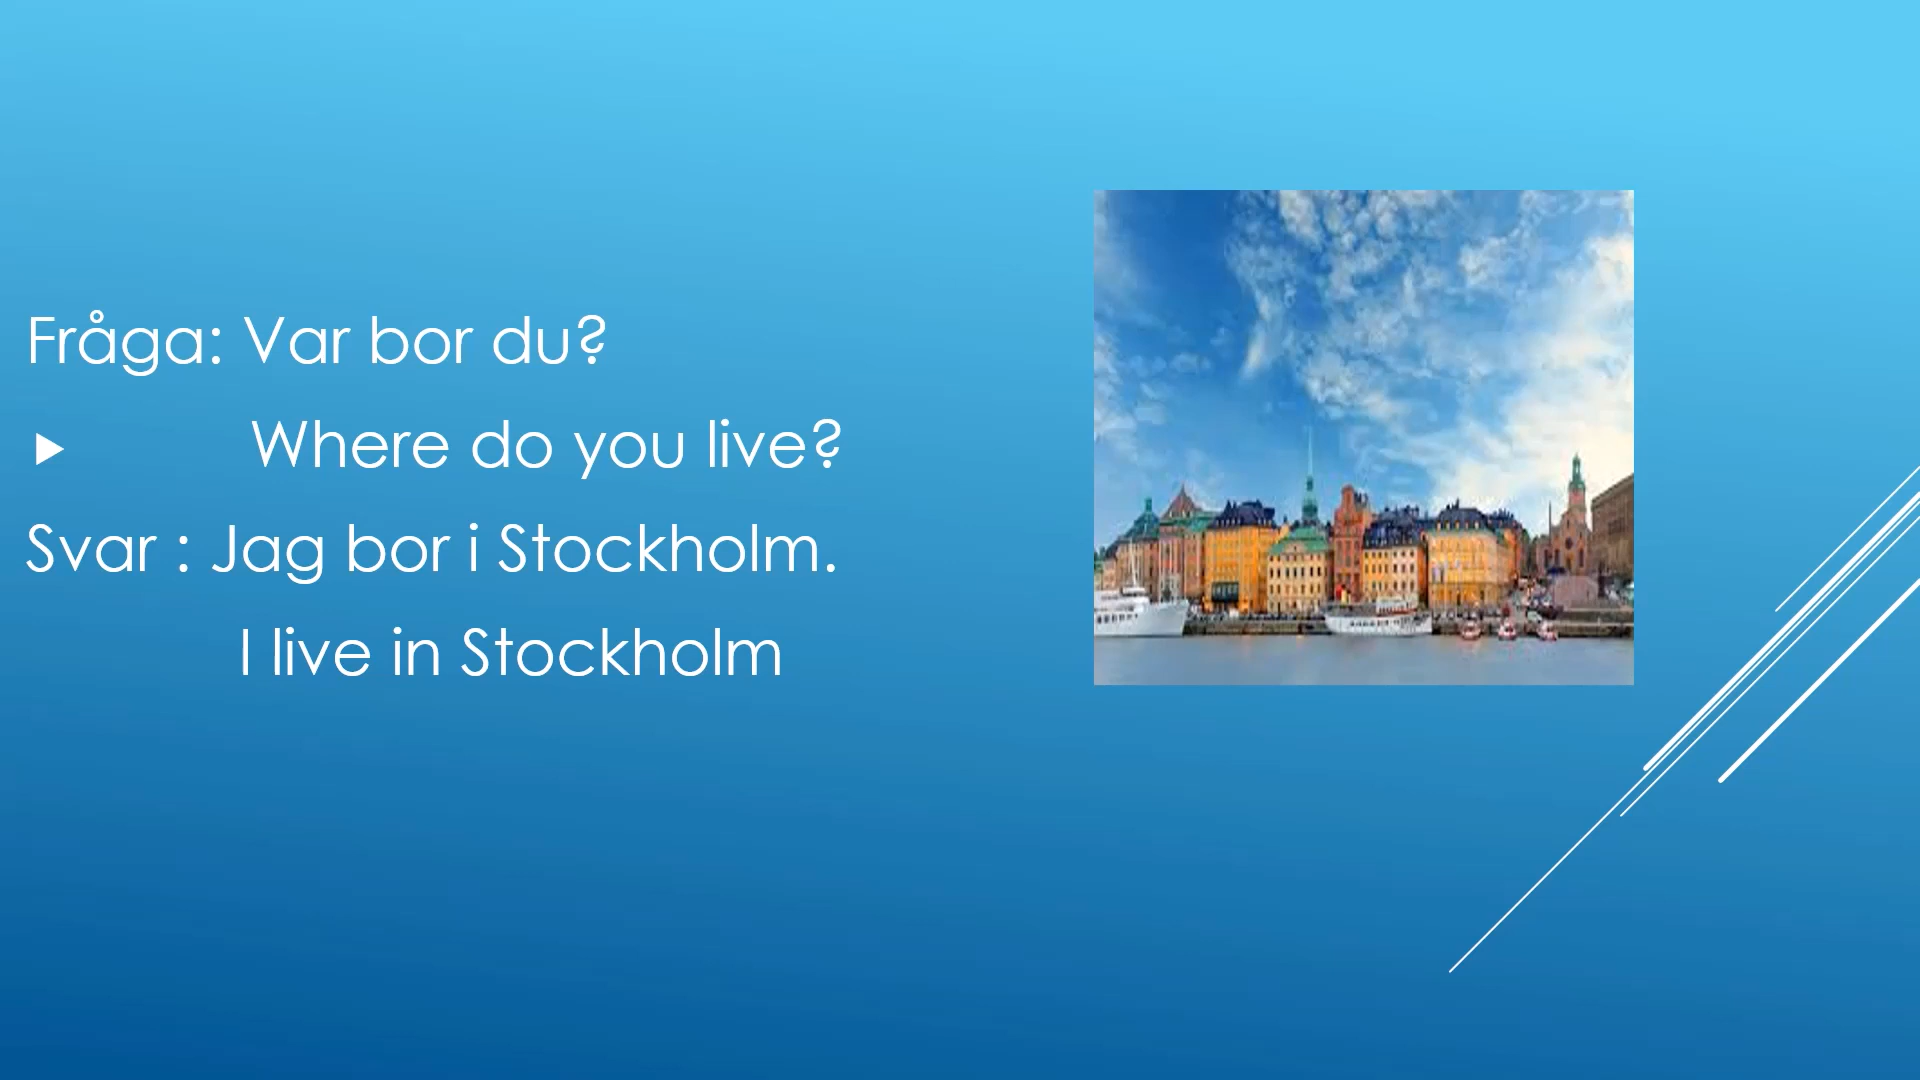 Fråga: Var bor du?
Where do you live?
Svar : Jag bor i Stockholm.
I live in Stockholm